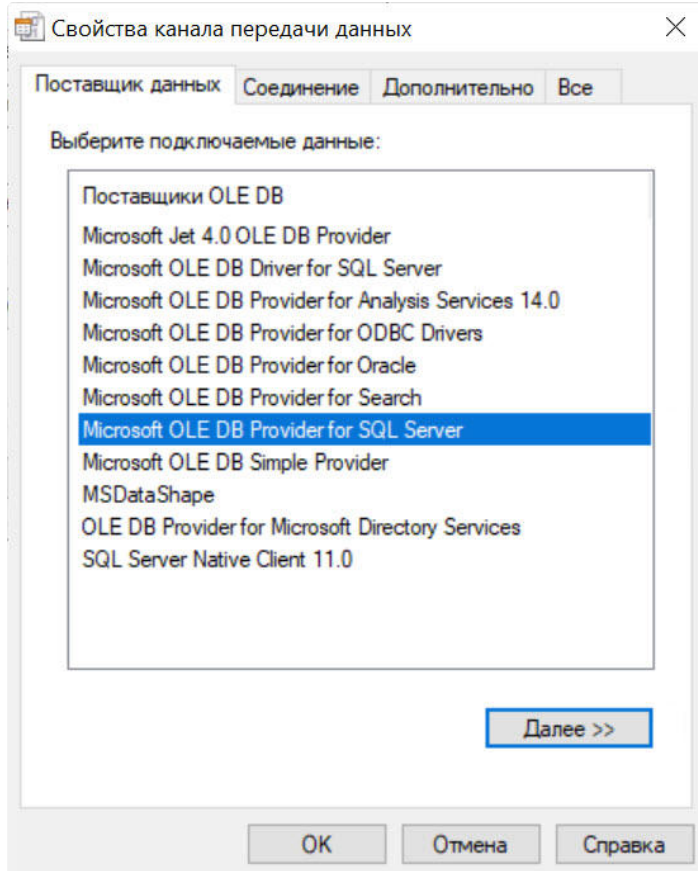 Свойства канала передачи данных
Поставщик данных Соединение Дополнительно Все
Выберите подключаемые данные:
Поставщики OLE DB
Microsoft Jet 4.0 OLE DB Provider
Microsoft OLE DB Driver for SQL Server
Microsoft OLE DB Provider for Analysis Services 14.0
Microsoft OLE DB Provider for ODBC Drivers
Microsoft OLE DB Provider for Oracle
Microsoft OLE DB Provider for Search
Microsoft OLE DB Provider for SQL Server
Microsoft OLE DB Simple Provider
MSDataShape
OLE DB Provider for Microsoft Directory Services
SQL Server Native Client 11.0
Далее >>
OK Отмена Справка